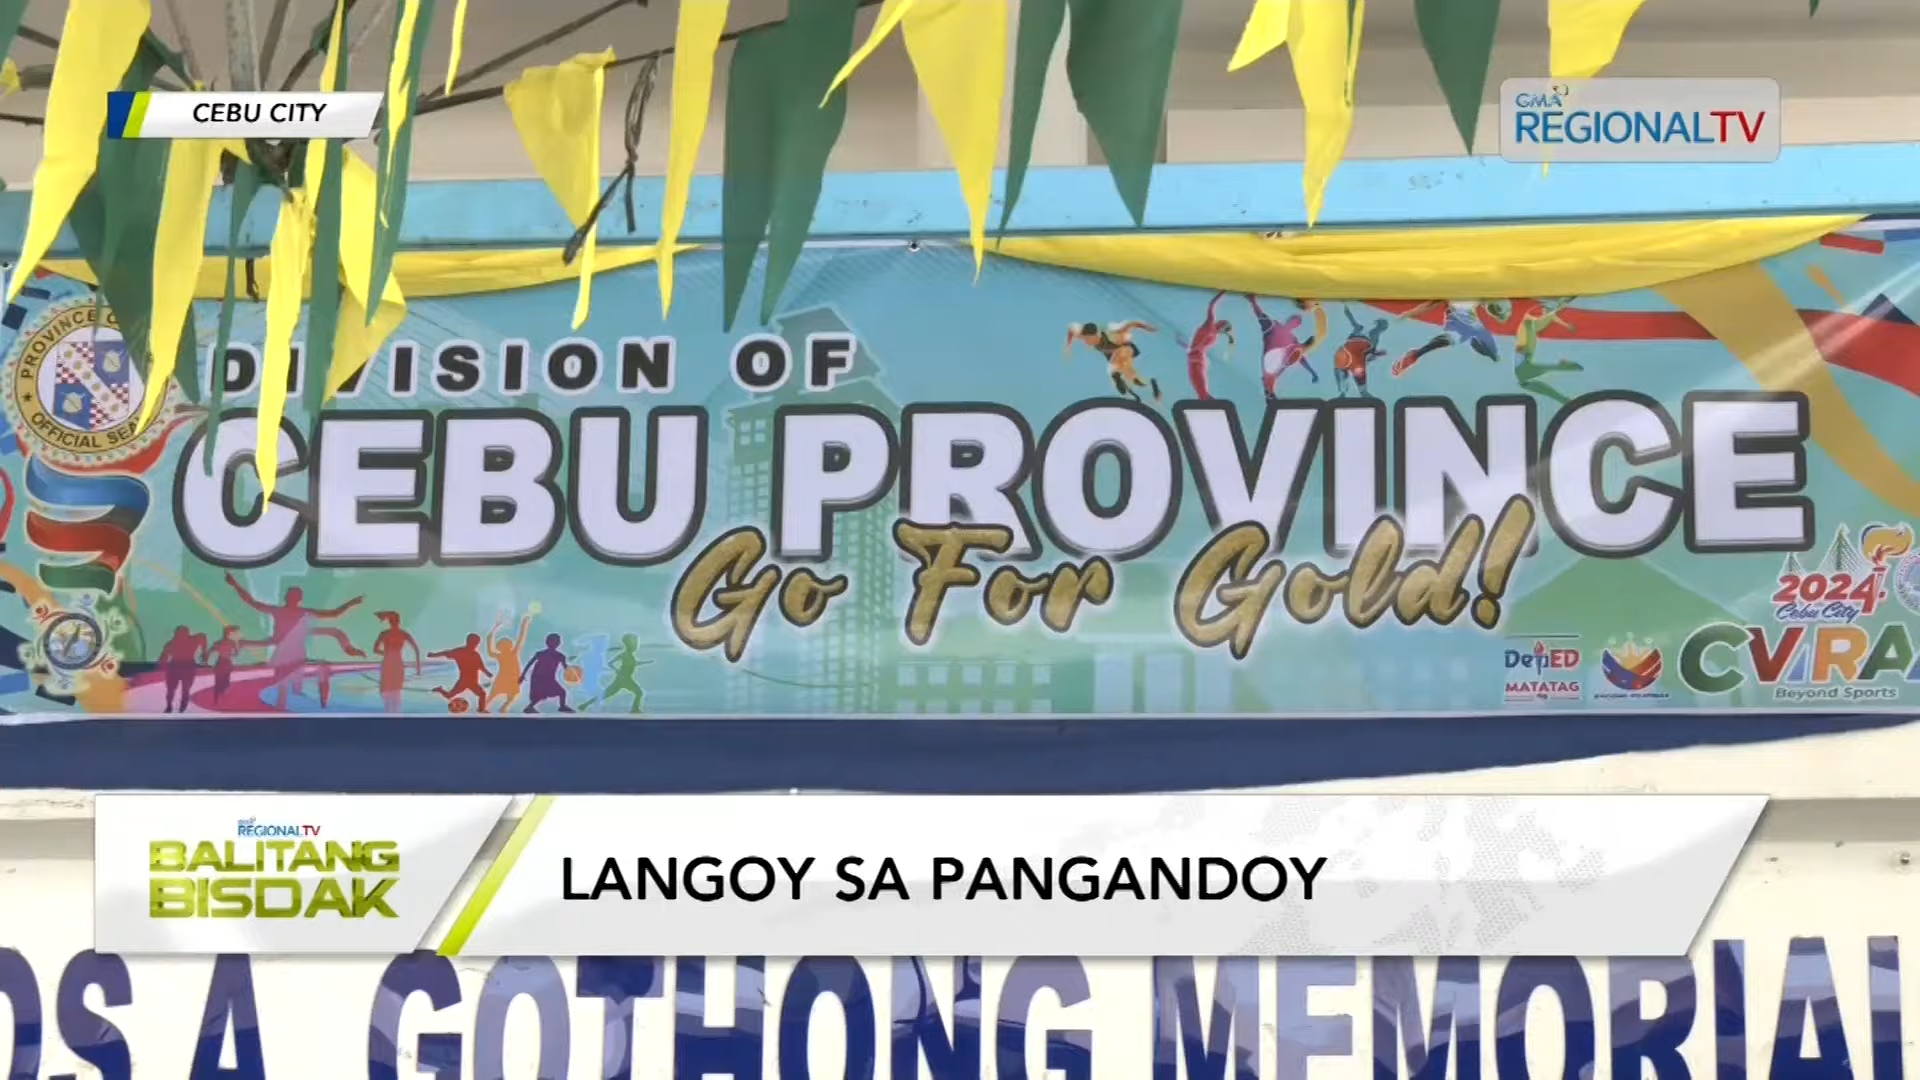 CEBU CITY
GMA
REGIONALTV
PROVINCE
OFFICIAL SEAL
DIVISION OF
CEBU PROVINCE
Go For Gold!
2024
Cebu City
DepED
MATATAG
CVIRAA
Beyond Sports
REGIONALTV
BALITANG
BISDAK
LANGOY SA PANGANDOY
OS A. GOTHONG MEMORIAL